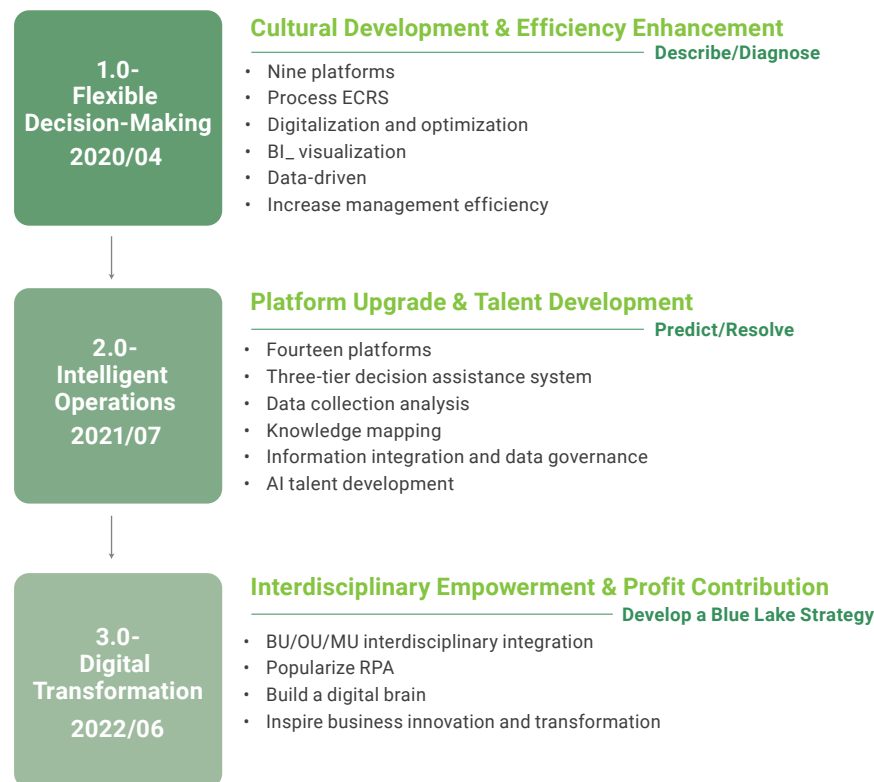 1.0-
Flexible
Decision-Making
2020/04
Cultural Development & Efficiency Enhancement
Describe/Diagnose
• Nine platforms
• Process ECRS
• Digitalization and optimization
• BI_ visualization
• Data-driven
• Increase management efficiency
2.0-
Intelligent
Operations
2021/07
Platform Upgrade & Talent Development
Predict/Resolve
• Fourteen platforms
• Three-tier decision assistance system
• Data collection analysis
• Knowledge mapping
• Information integration and data governance
• AI talent development
3.0-
Digital
Transformation
2022/06
Interdisciplinary Empowerment & Profit Contribution
Develop a Blue Lake Strategy
• BU/OU/MU interdisciplinary integration
• Popularize RPA
• Build a digital brain
• Inspire business innovation and transformation